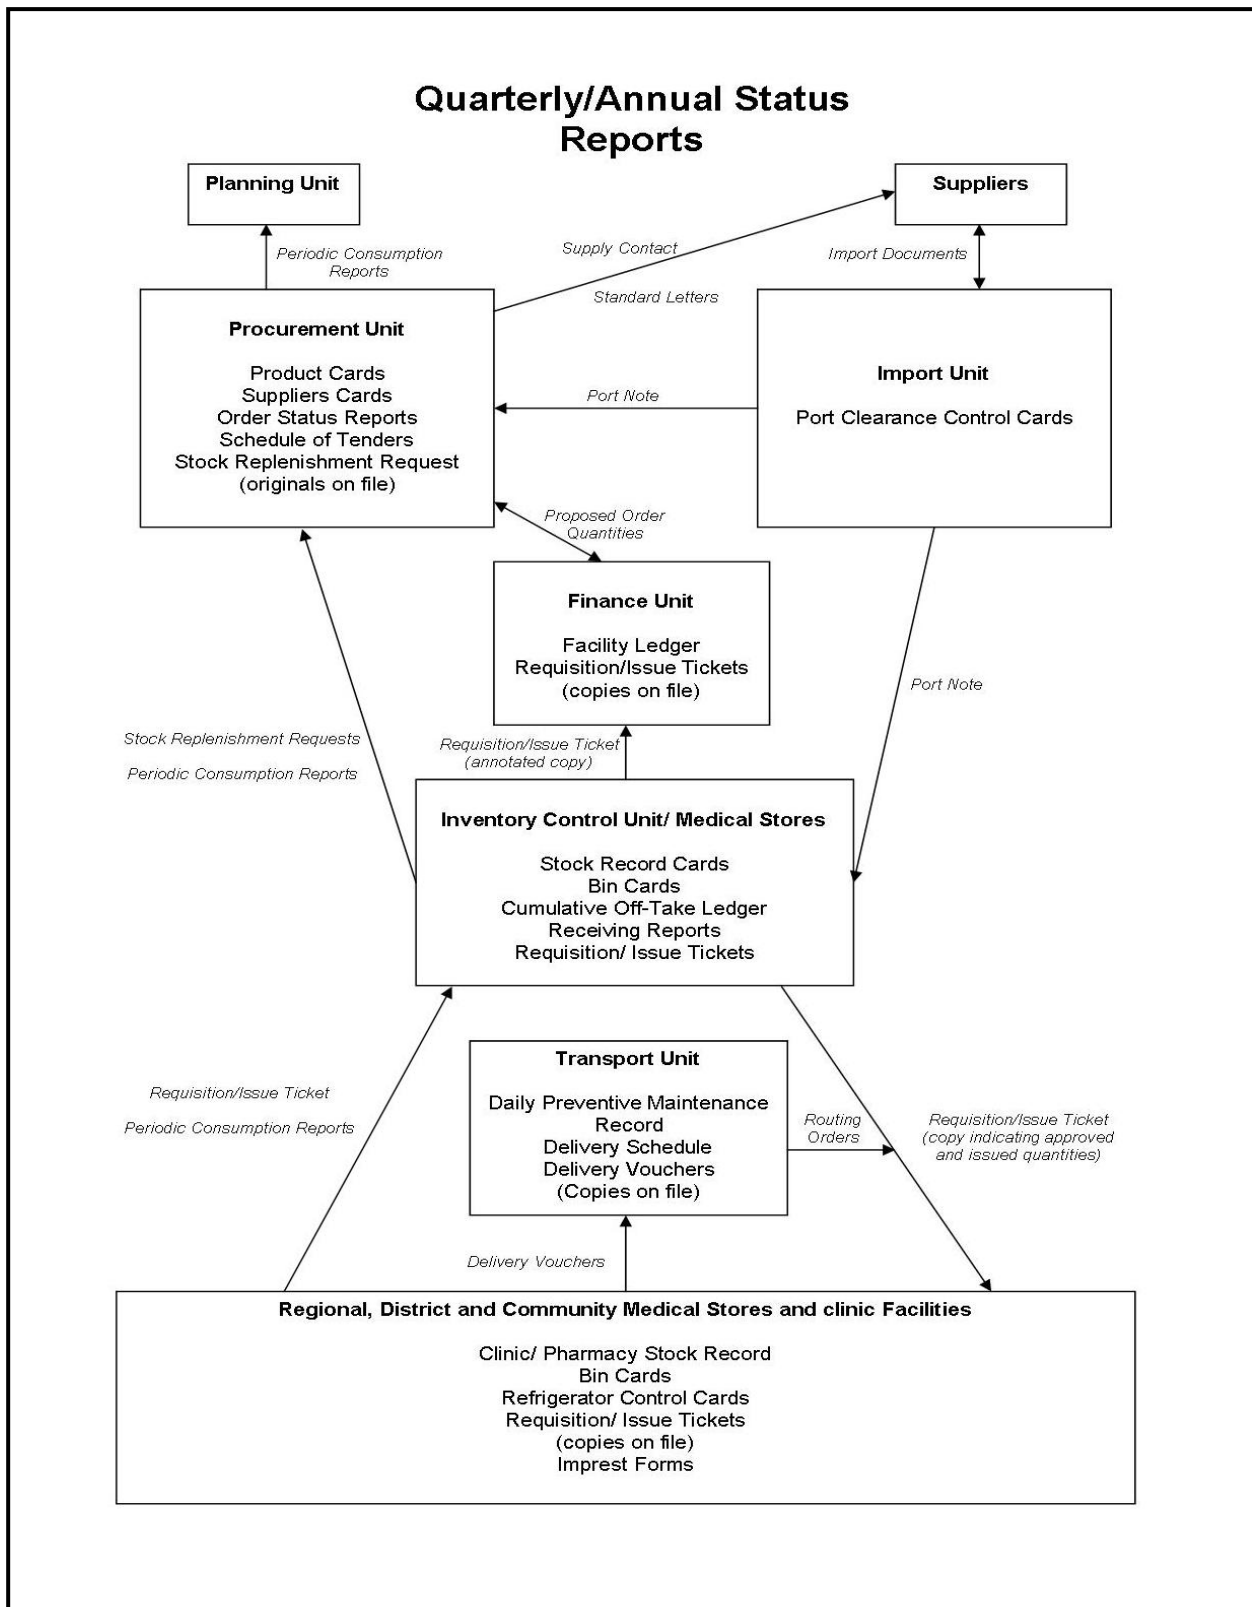 Quarterly/Annual Status
Reports
Planning Unit
Suppliers
Periodic Consumption
Reports
Supply Contact
Import Documents
Standard Letters
Procurement Unit
Product Cards
Suppliers Cards
Order Status Reports
Schedule of Tenders
Stock Replenishment Request
(originals on file)
Port Note
Import Unit
Port Clearance Control Cards
Proposed Order
Quantities
Finance Unit
Facility Ledger
Requisition/Issue Tickets
(copies on file)
Port Note
Stock Replenishment Requests
Periodic Consumption Reports
Requisition/Issue Ticket
(annotated copy)
Inventory Control Unit/ Medical Stores
Stock Record Cards
Bin Cards
Cumulative Off-Take Ledger
Receiving Reports
Requisition/ Issue Tickets
Requisition/Issue Ticket
Periodic Consumption Reports
Transport Unit
Daily Preventive Maintenance
Record
Delivery Schedule
Delivery Vouchers
(Copies on file)
Routing
Orders
Requisition/Issue Ticket
(copy indicating approved
and issued quantities)
Delivery Vouchers
Regional, District and Community Medical Stores and clinic Facilities
Clinic/ Pharmacy Stock Record
Bin Cards
Refrigerator Control Cards
Requisition/ Issue Tickets
(copies on file)
Imprest Forms